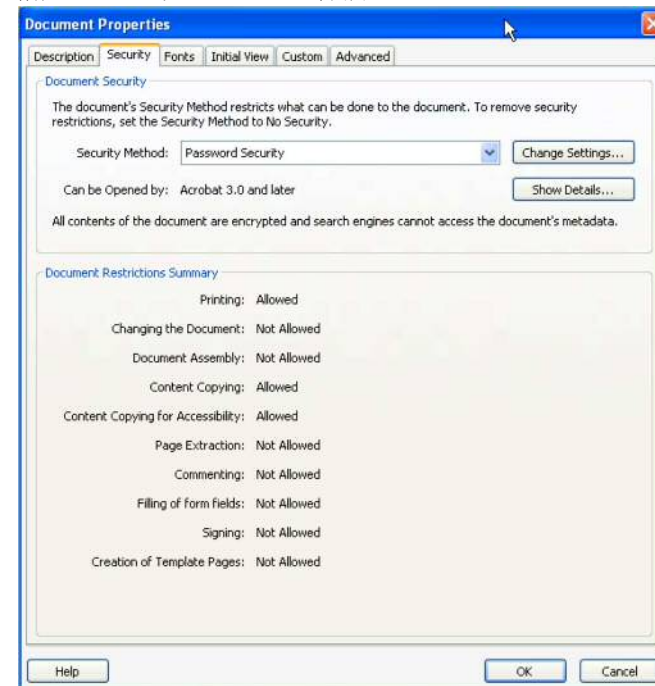 Document Properties
Description Security Fonts Initial View Custom Advanced
Document Security
The document's Security Method restricts what can be done to the document. To remove security
restrictions, set the Security Method to No Security.
Security Method: Password Security Change Settings...
Can be Opened by: Acrobat 3.0 and later Show Details...
All contents of the document are encrypted and search engines cannot access the document's metadata.
Document Restrictions Summary
Printing: Allowed
Changing the Document: Not Allowed
Document Assembly: Not Allowed
Content Copying: Allowed
Content Copying for Accessibility: Allowed
Page Extraction: Not Allowed
Commenting: Not Allowed
Filling of form fields: Not Allowed
Signing: Not Allowed
Creation of Template Pages: Not Allowed
Help OK Cancel